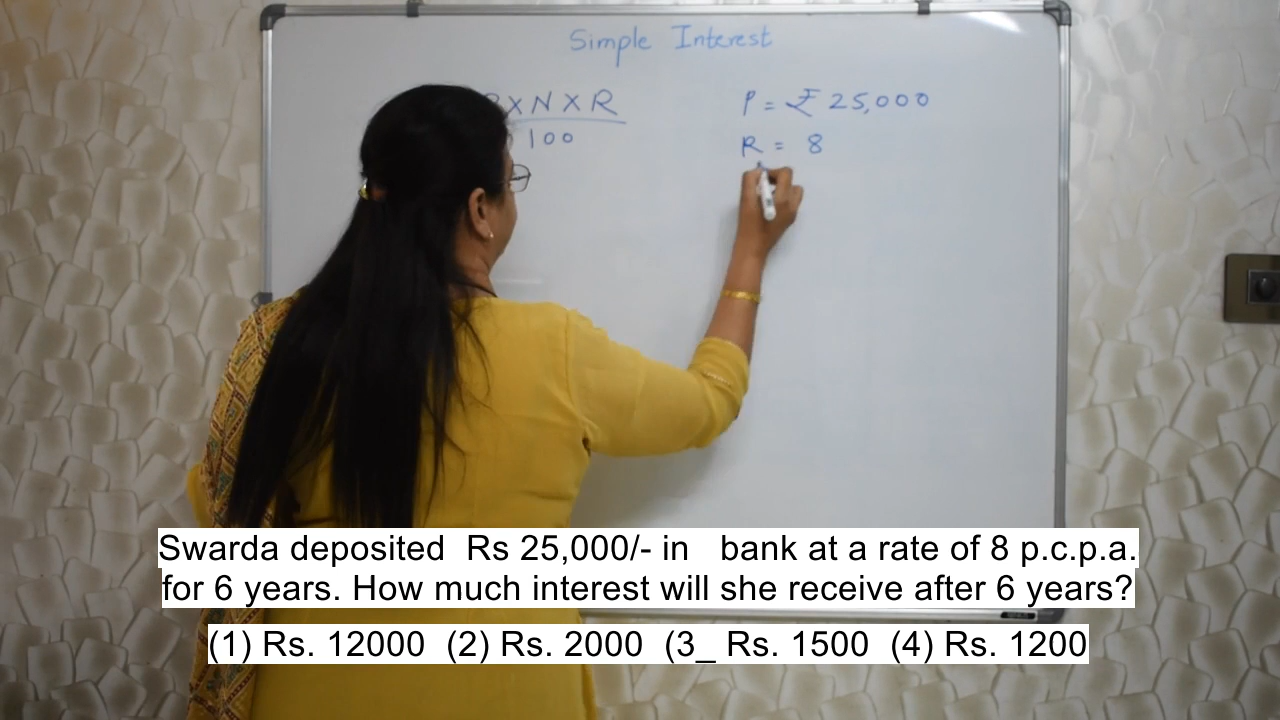 Simple Interest
P X N X R
100
P = ₹ 25,000
R = 8
Swarda deposited Rs 25,000/- in bank at a rate of 8 p.c.p.a.
for 6 years. How much interest will she receive after 6 years?
(1) Rs. 12000 (2) Rs. 2000 (3_ Rs. 1500 (4) Rs. 1200